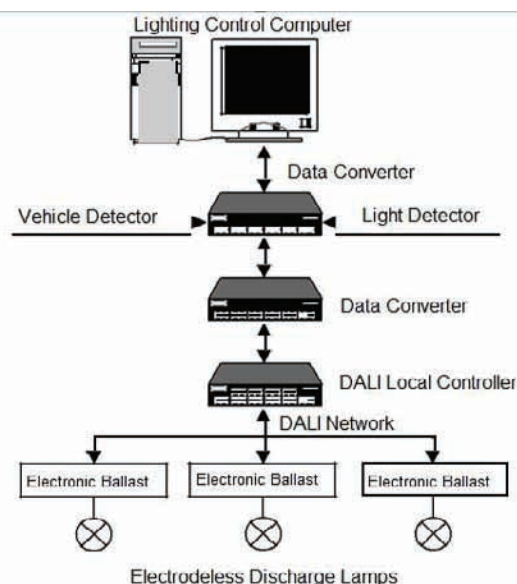 Lighting Control Computer
Data Converter
Vehicle Detector
Light Detector
Data Converter
DALI Local Controller
DALI Network
Electronic Ballast
Electronic Ballast
Electronic Ballast
Electrodeless Discharge Lamps